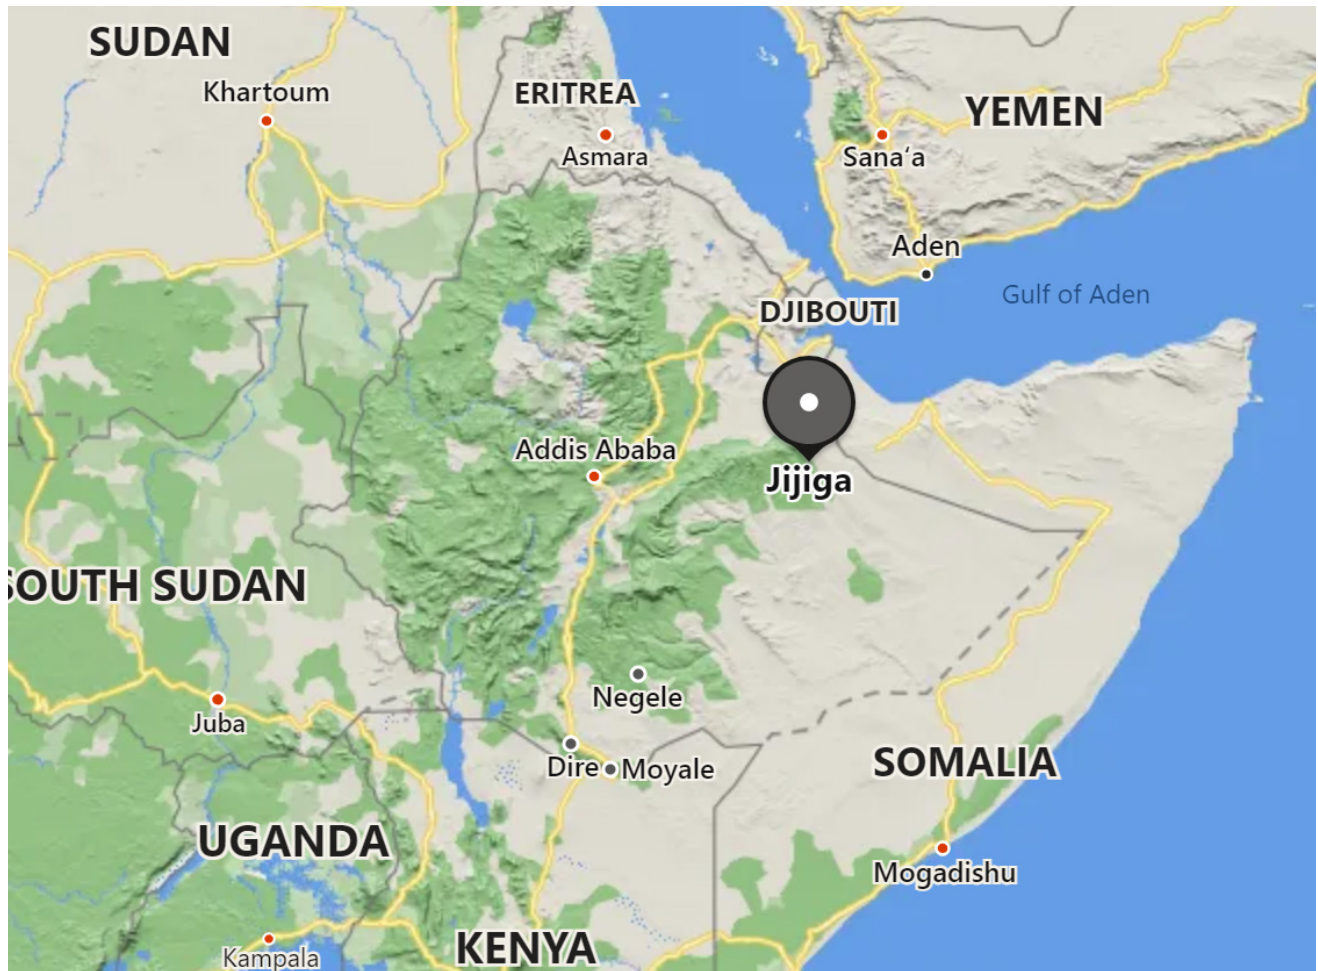 SUDAN
Khartoum
ERITREA
Asmara
YEMEN
Sana‘a
Aden
Gulf of Aden
DJIBOUTI
Addis Ababa
Jijiga
SOUTH SUDAN
Negele
Juba
Dire
Moyale
SOMALIA
UGANDA
Mogadishu
KENYA
Kampala